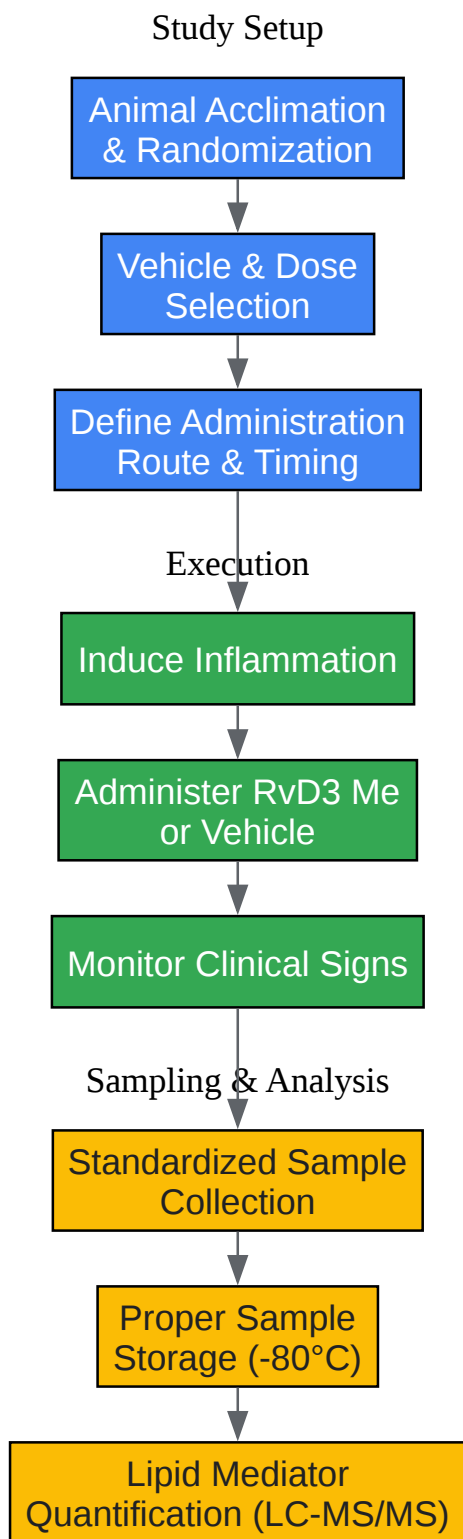 Study Setup
Animal Acclimation
& Randomization
Vehicle & Dose
Selection
Define Administration
Route & Timing
Execution
Induce Inflammation
Administer RvD3 Me
or Vehicle
Monitor Clinical Signs
Sampling & Analysis
Standardized Sample
Collection
Proper Sample
Storage (-80°C)
Lipid Mediator
Quantification (LC-MS/MS)